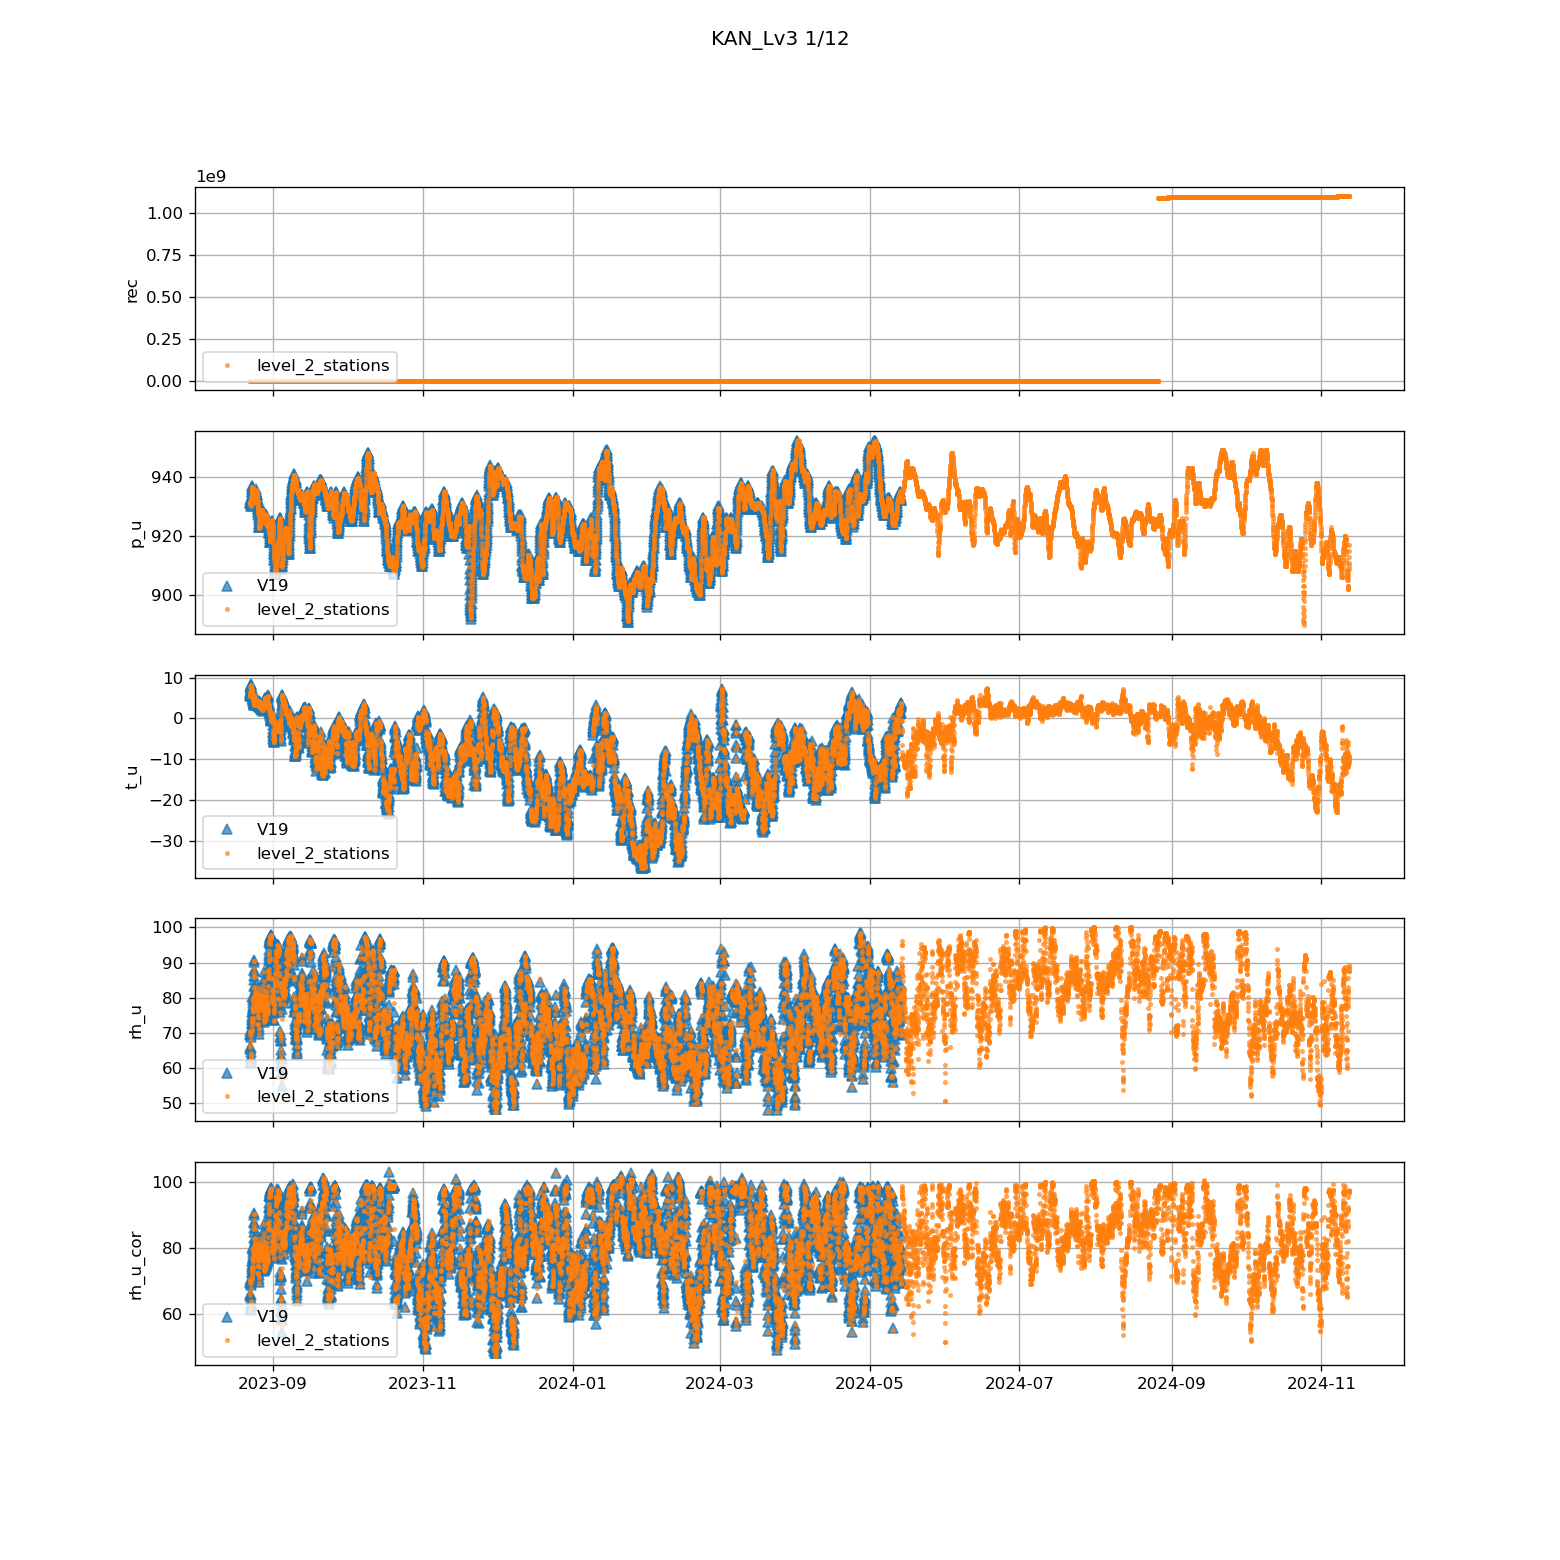 KAN_Lv3 1/12
1e9
1.00
0.75
0.50
0.25
0.00
rec
level_2_stations
940
920
900
p_u
V19
level_2_stations
10
0
−10
−20
−30
t_u
V19
level_2_stations
100
90
80
70
60
50
rh_u
V19
level_2_stations
100
80
60
rh_u_cor
V19
level_2_stations
2023-09 2023-11 2024-01 2024-03 2024-05 2024-07 2024-09 2024-11